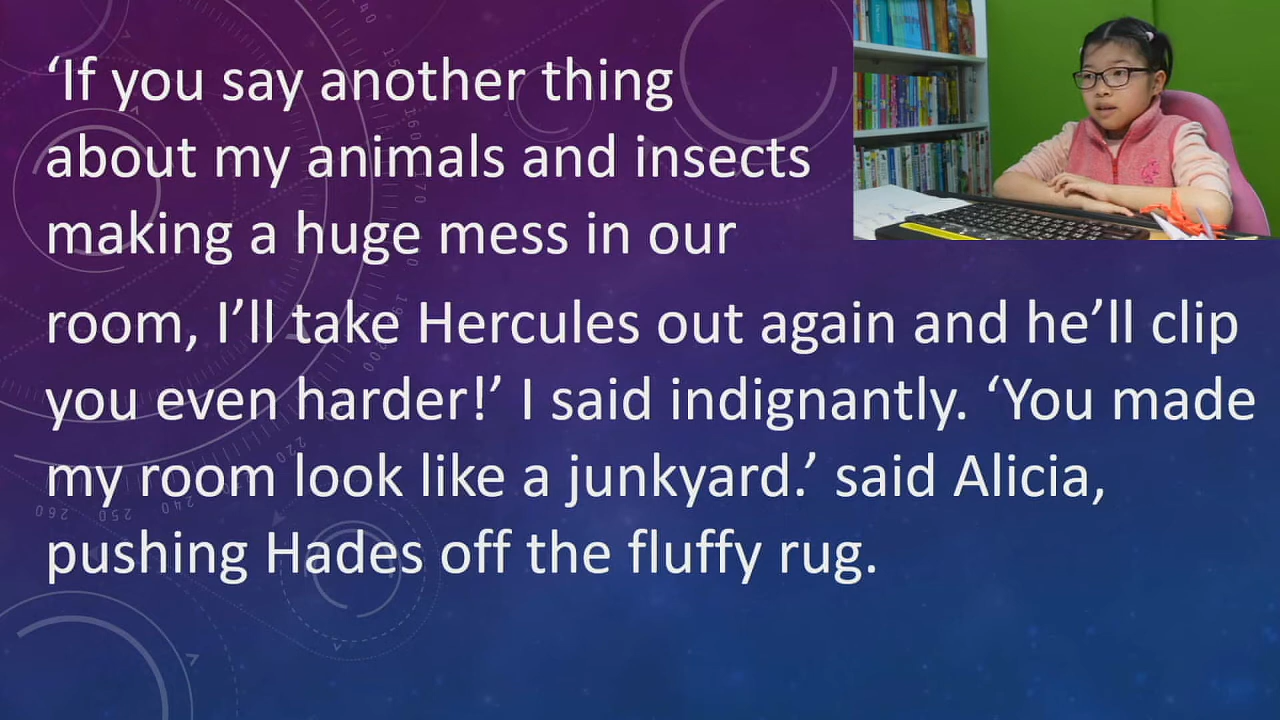 ‘If you say another thing
about my animals and insects
making a huge mess in our
room, I’ll take Hercules out again and he’ll clip
you even harder!’ I said indignantly. ‘You made
my room look like a junkyard.’ said Alicia,
pushing Hades off the fluffy rug.